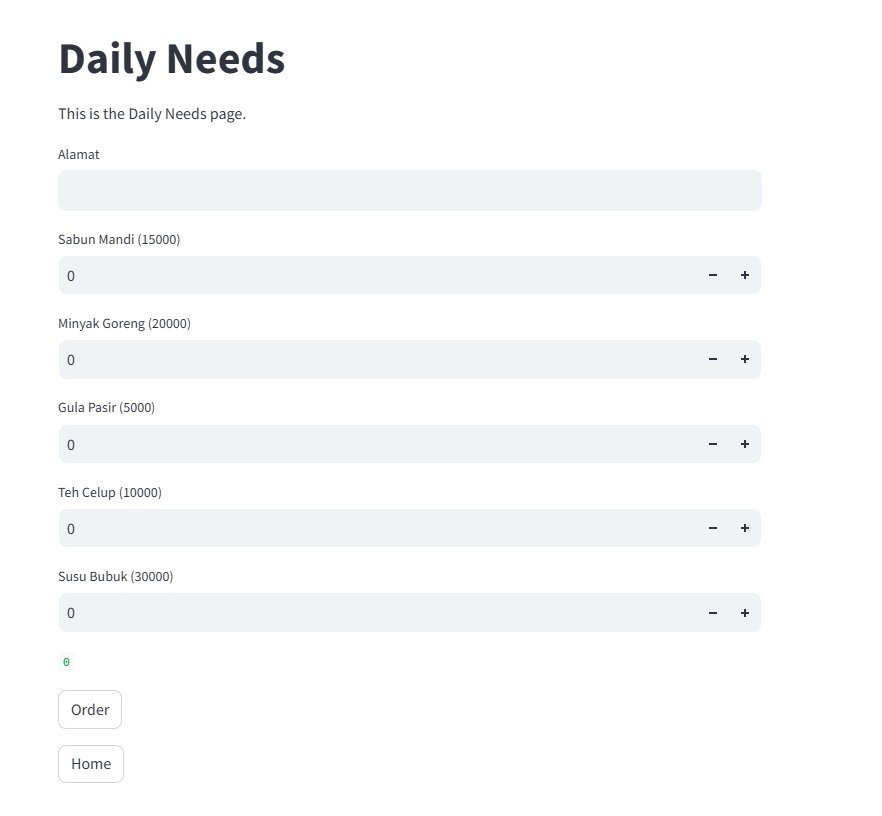 Daily Needs
This is the Daily Needs page.
Alamat
Sabun Mandi (15000)
0
Minyak Goreng (20000)
0
Gula Pasir (5000)
0
Teh Celup (10000)
0
Susu Bubuk (30000)
0
0
Order
Home